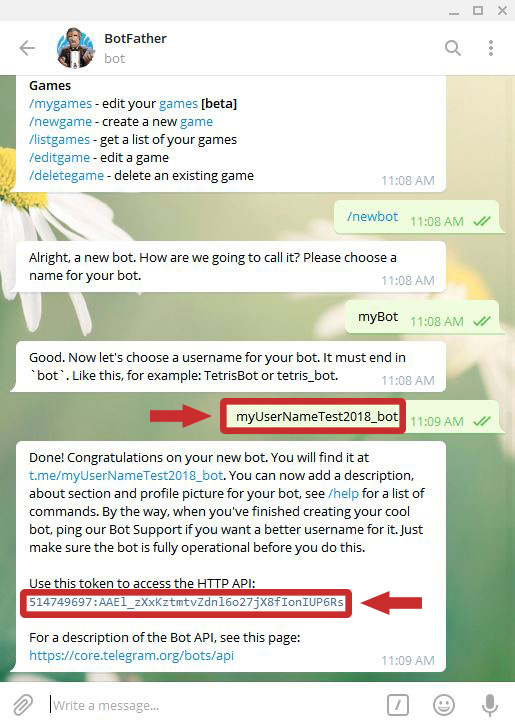 BotFather
bot
Games
/mygames - edit your games [beta]
/newgame - create a new game
/listgames - get a list of your games
/editgame - edit a game
/deletegame - delete an existing game
11:08 AM
/newbot 11:08 AM
Alright, a new bot. How are we going to call it? Please choose a
name for your bot.
11:08 AM
myBot 11:08 AM
Good. Now let's choose a username for your bot. It must end in
`bot`. Like this, for example: TetrisBot or tetris_bot.
11:08 AM
myUserNameTest2018_bot 11:09 AM
Done! Congratulations on your new bot. You will find it at
t.me/myUserNameTest2018_bot. You can now add a description,
about section and profile picture for your bot, see /help for a list of
commands. By the way, when you've finished creating your cool
bot, ping our Bot Support if you want a better username for it. Just
make sure the bot is fully operational before you do this.
Use this token to access the HTTP API:
514749697:AAEl_zXxKztmtvZdnl6o27jX8fIonIUP6Rs
For a description of the Bot API, see this page:
https://core.telegram.org/bots/api
11:09 AM
Write a message...